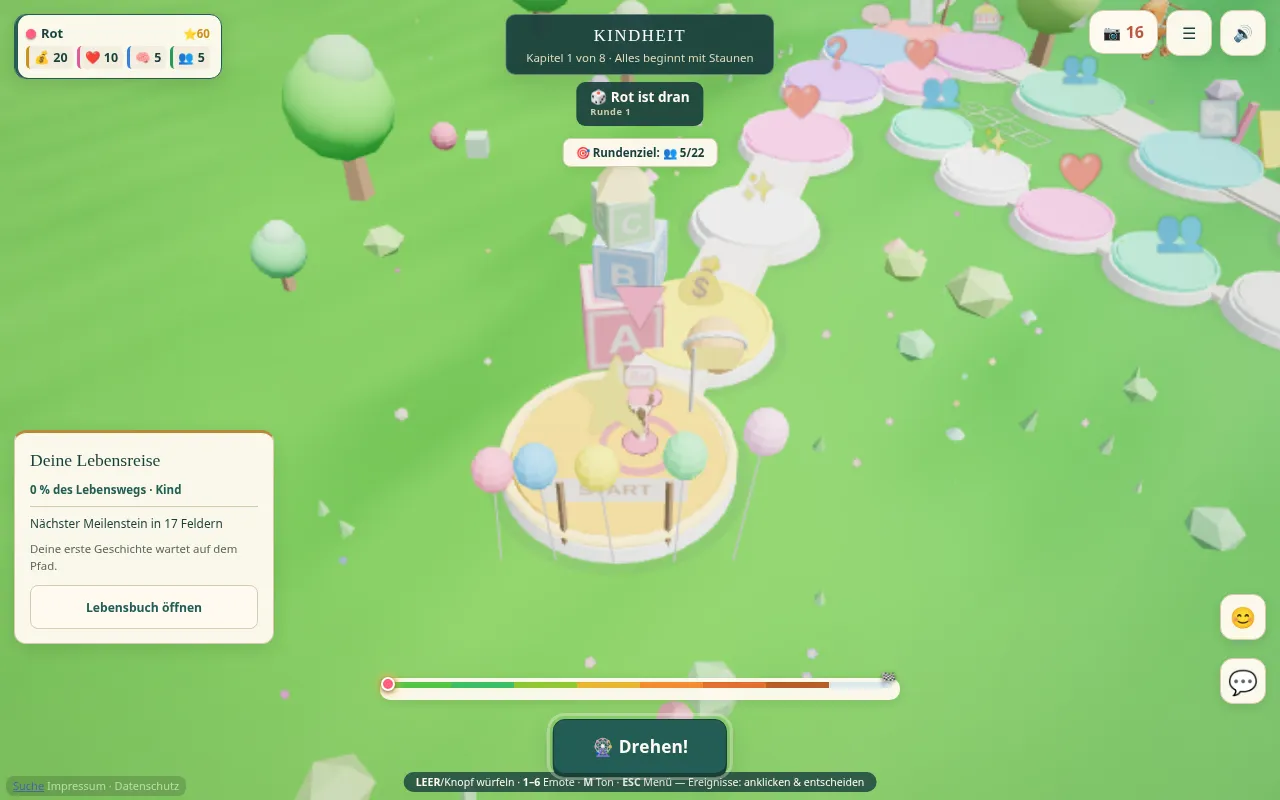 Rot
⭐60
💰 20 ❤️ 10 🧠 5 👥 5
KINDHEIT
Kapitel 1 von 8 · Alles beginnt mit Staunen
🎲 Rot ist dran
Runde 1
🎯 Rundenziel: 👥 5/22
📷 16
☰
C
B
A
$
START
Deine Lebensreise
0 % des Lebenswegs · Kind
Nächster Meilenstein in 17 Feldern
Deine erste Geschichte wartet auf dem
Pfad.
Lebensbuch öffnen
🎡 Drehen!
LEER/Knopf würfeln · 1–6 Emote · M Ton · ESC Menü — Ereignisse: anklicken & entscheiden
Suche Impressum · Datenschutz